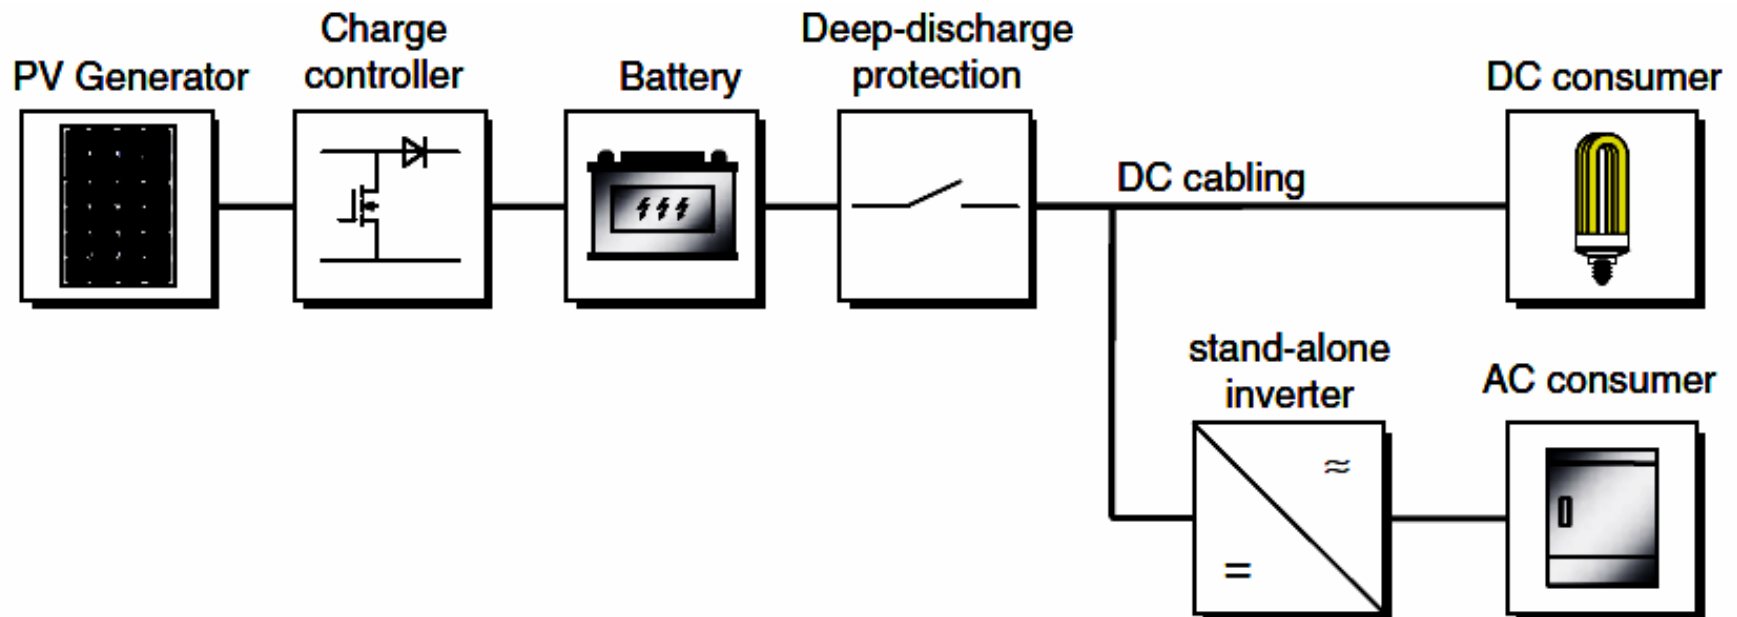 PV Generator
Charge
controller
Battery
Deep-discharge
protection
DC cabling
DC consumer
stand-alone
inverter
≈
=
AC consumer